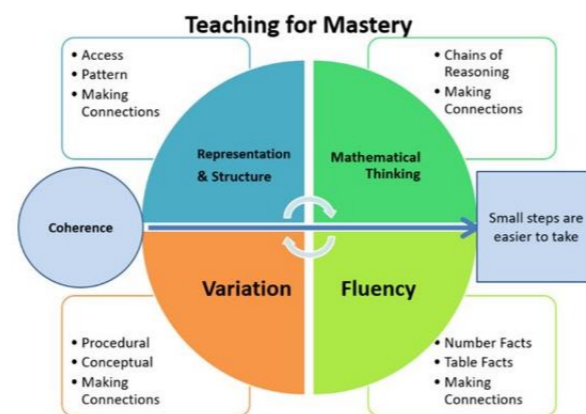 Teaching for Mastery
• Access
• Pattern
• Making
Connections
• Chains of
Reasoning
• Making
Connections
Representation
& Structure
Mathematical
Thinking
Coherence
Small steps are
easier to take
Variation
Fluency
• Procedural
• Conceptual
• Making
Connections
• Number Facts
• Table Facts
• Making
Connections